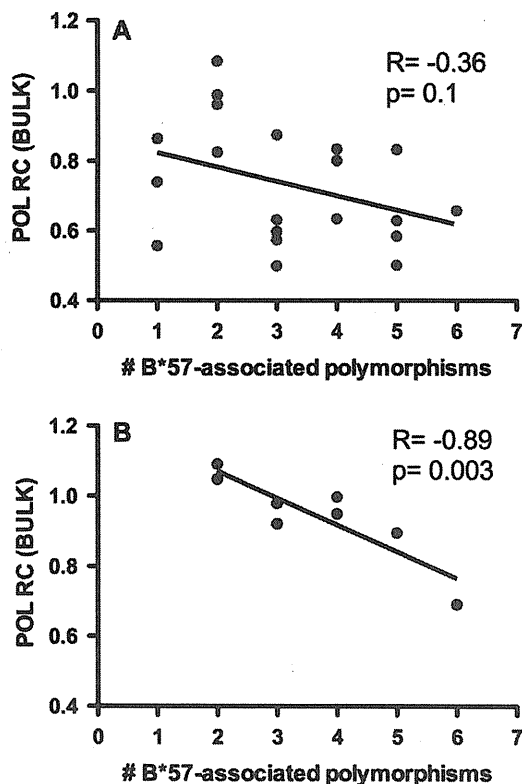 A
R= -0.36
p= 0.1
POL RC (BULK)
1.2
1.0
0.8
0.6
0.4
0 1 2 3 4 5 6 7
# B*57-associated polymorphisms
B
R= -0.89
p= 0.003
POL RC (BULK)
1.2
1.0
0.8
0.6
0.4
0 1 2 3 4 5 6 7
# B*57-associated polymorphisms